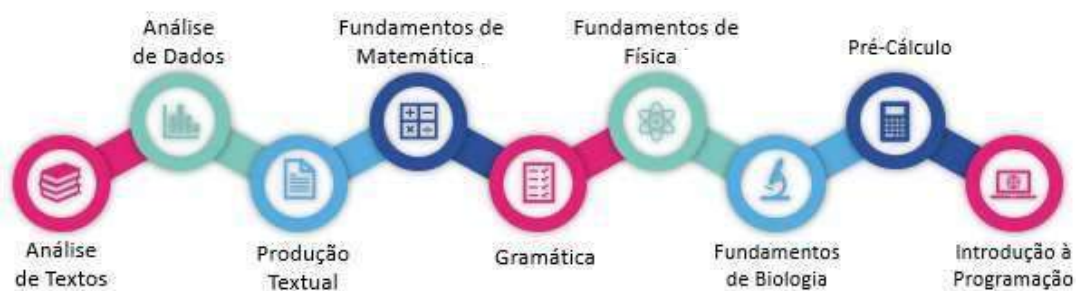 Análise
de Textos
Análise
de Dados
Produção
Textual
Fundamentos de
Matemática
Gramática
Fundamentos de
Física
Fundamentos
de Biologia
Pré-Cálculo
Introdução à
Programação